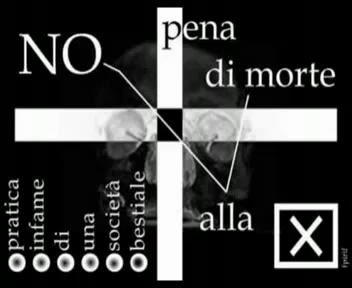 NO
pena
di morte
alla
pratica
infame
di
una
società
bestiale
X